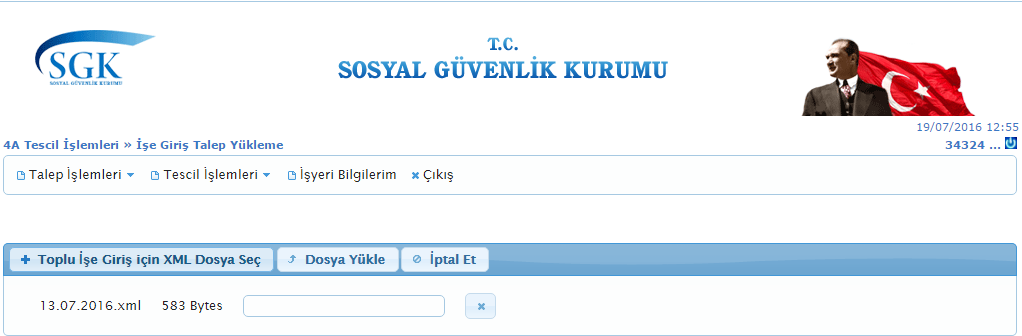 SGK
SOSYAL GÜVENLİK KURUMU
T.C.
SOSYAL GÜVENLİK KURUMU
19/07/2016 12:55
4A Tescil İşlemleri » İşe Giriş Talep Yükleme
34324 ...
Talep İşlemleri Tescil İşlemleri İşyeri Bilgilerim Çıkış
Toplu İşe Giriş için XML Dosya Seç Dosya Yükle İptal Et
13.07.2016.xml 583 Bytes